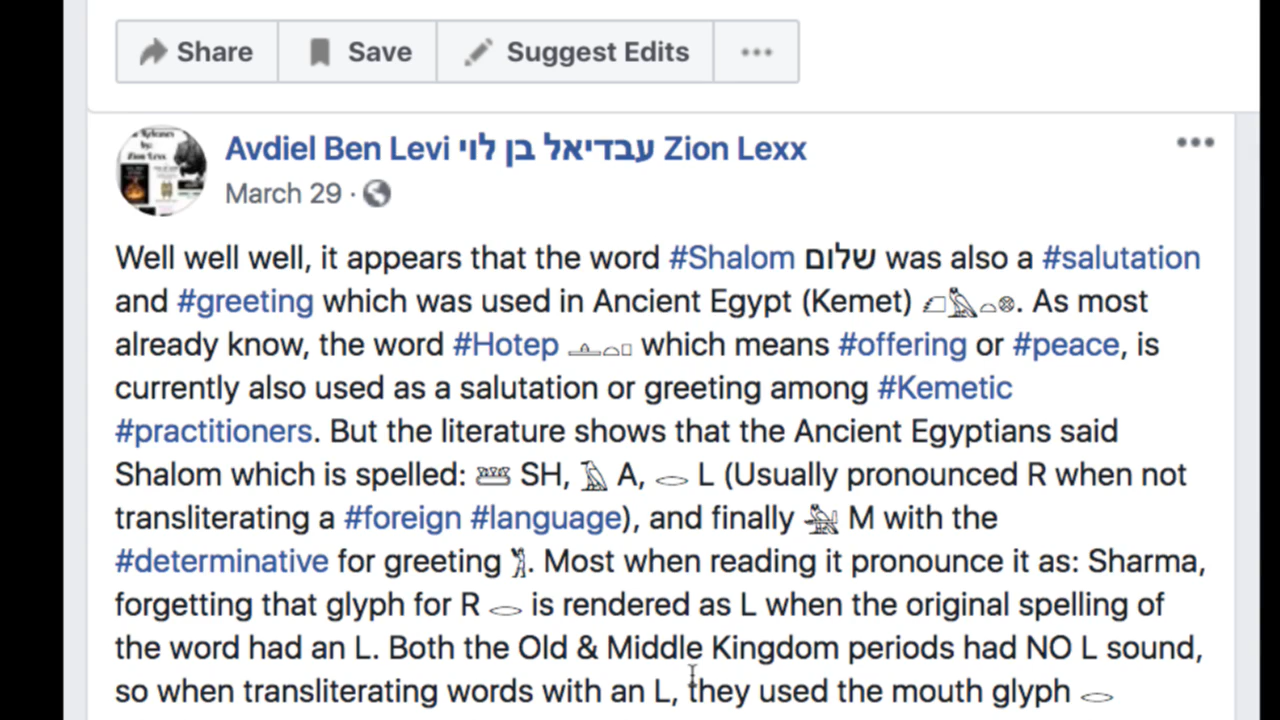 Share Save Suggest Edits ...
Releases
by:
Zion Lexx
Avdiel Ben Levi עבדיאל בן לוי Zion Lexx
March 29 ·
Well well well, it appears that the word #Shalom שלום was also a #salutation
and #greeting which was used in Ancient Egypt (Kemet) 𓆎𓅓𓏏𓊖. As most
already know, the word #Hotep 𓊵𓏏𓊪 which means #offering or #peace, is
currently also used as a salutation or greeting among #Kemetic
#practitioners. But the literature shows that the Ancient Egyptians said
Shalom which is spelled: 𓆷 SH, 𓄿 A, 𓂋 L (Usually pronounced R when not
transliterating a #foreign #language), and finally 𓅓 M with the
#determinative for greeting 𓀢. Most when reading it pronounce it as: Sharma,
forgetting that glyph for R 𓂋 is rendered as L when the original spelling of
the word had an L. Both the Old & Middle Kingdom periods had NO L sound,
so when transliterating words with an L, they used the mouth glyph 𓂋